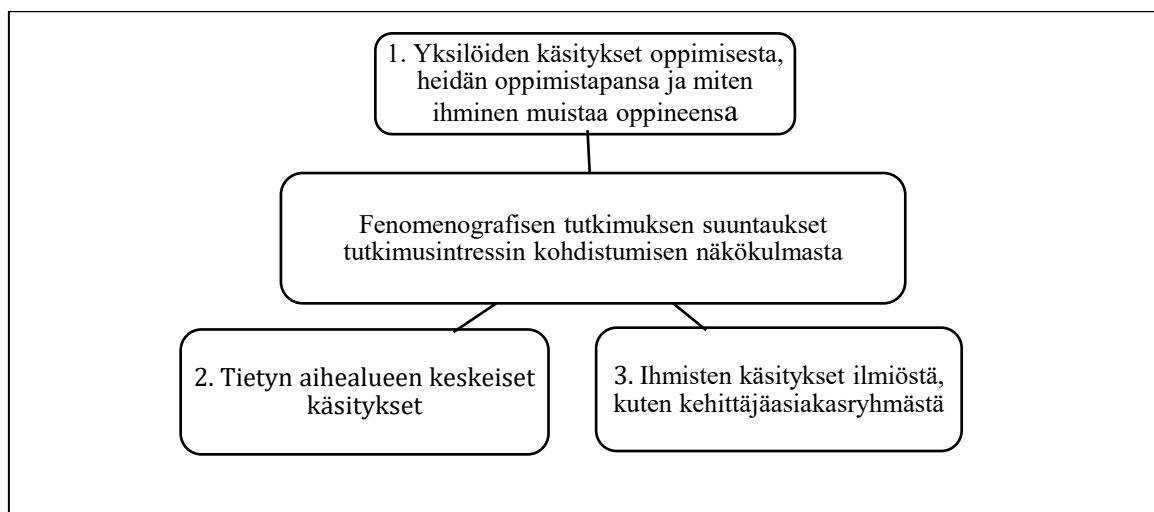 1. Yksilöiden käsitykset oppimisesta,
heidän oppimistapansa ja miten
ihminen muistaa oppineensa
Fenomenografisen tutkimuksen suuntaukset
tutkimusintressin kohdistumisen näkökulmasta
2. Tietyn aihealueen keskeiset
käsitykset
3. Ihmisten käsitykset ilmiöstä,
kuten kehittäjäasiakasryhmästä